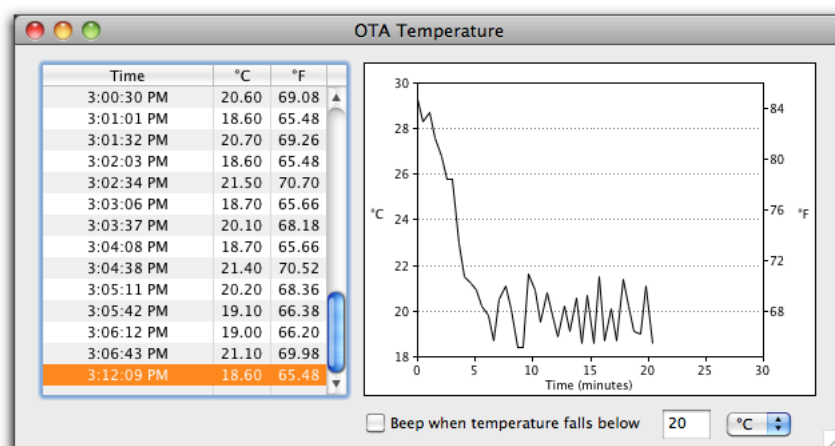 OTA Temperature
Time °C °F
3:00:30 PM 20.60 69.08
3:01:01 PM 18.60 65.48
3:01:32 PM 20.70 69.26
3:02:03 PM 18.60 65.48
3:02:34 PM 21.50 70.70
3:03:06 PM 18.70 65.66
3:03:37 PM 20.10 68.18
3:04:08 PM 18.70 65.66
3:04:38 PM 21.40 70.52
3:05:11 PM 20.20 68.36
3:05:42 PM 19.10 66.38
3:06:12 PM 19.00 66.20
3:06:43 PM 21.10 69.98
3:12:09 PM 18.60 65.48
30
28
26
°C 24
22
20
18
84
80
76 °F
72
68
0 5 10 15 20 25 30
Time (minutes)
Beep when temperature falls below 20 °C